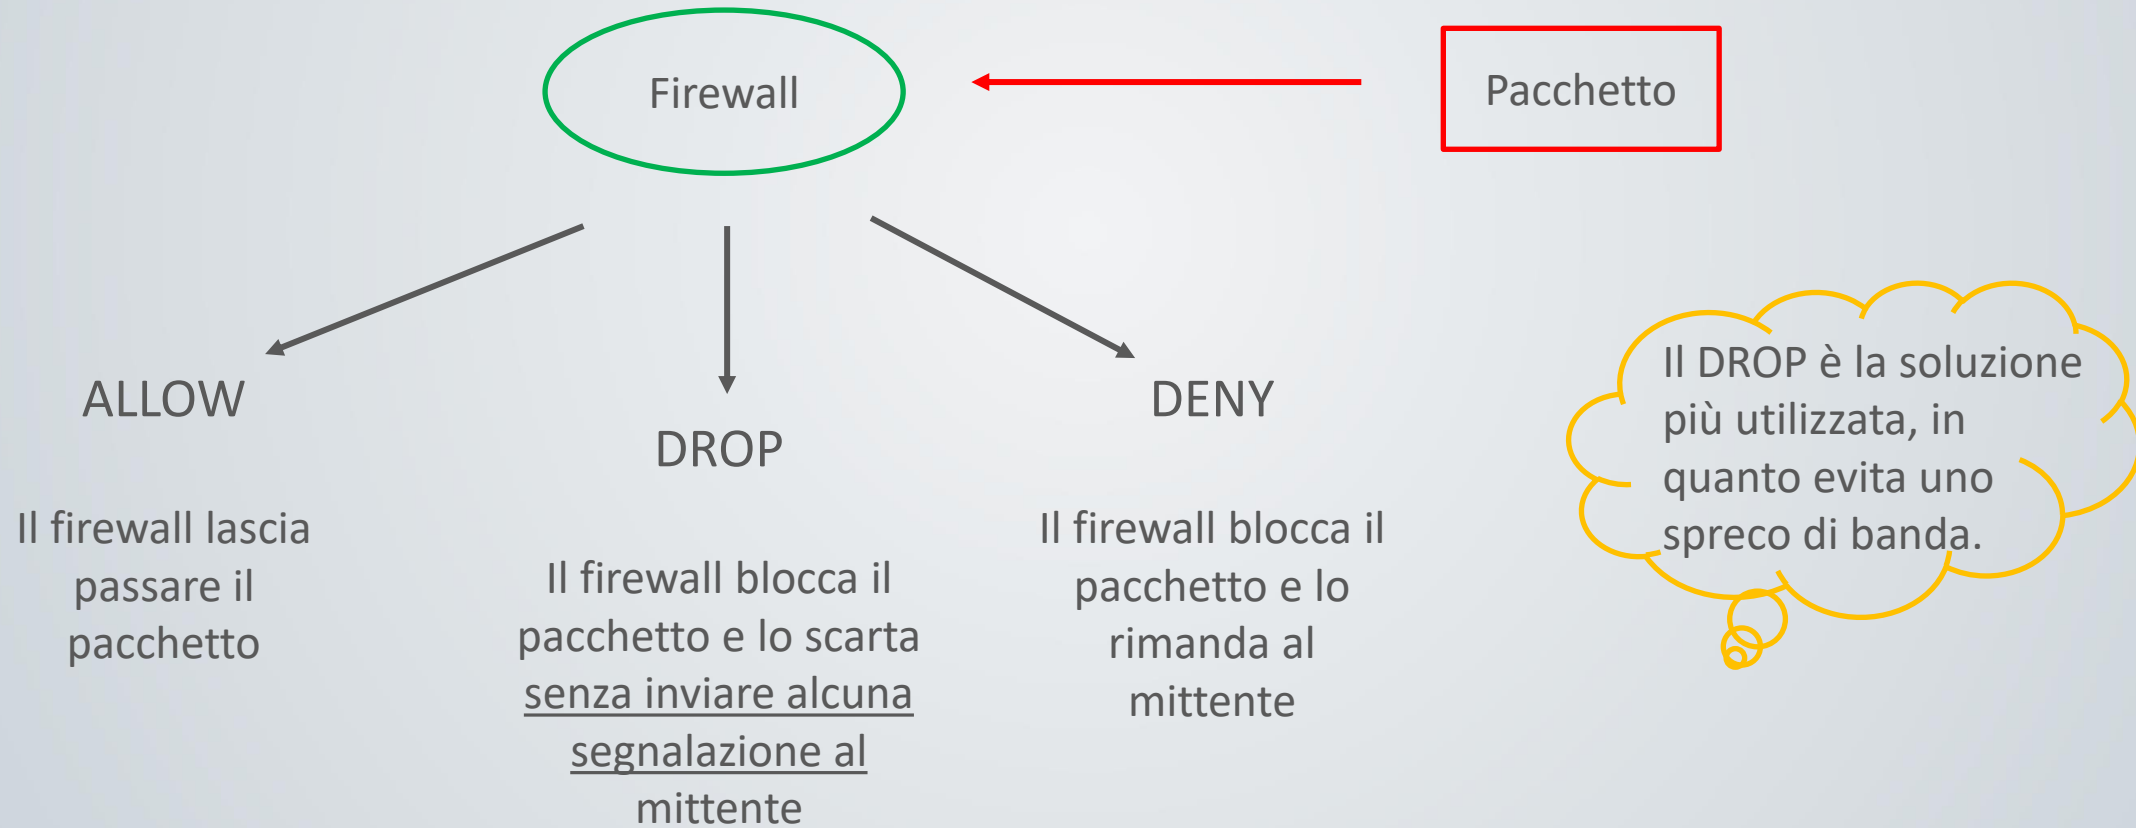 Firewall
Pacchetto
ALLOW
Il firewall lascia
passare il
pacchetto
DROP
Il firewall blocca il
pacchetto e lo scarta
senza inviare alcuna
segnalazione al
mittente
DENY
Il firewall blocca il
pacchetto e lo
rimanda al
mittente
Il DROP è la soluzione
più utilizzata, in
quanto evita uno
spreco di banda.